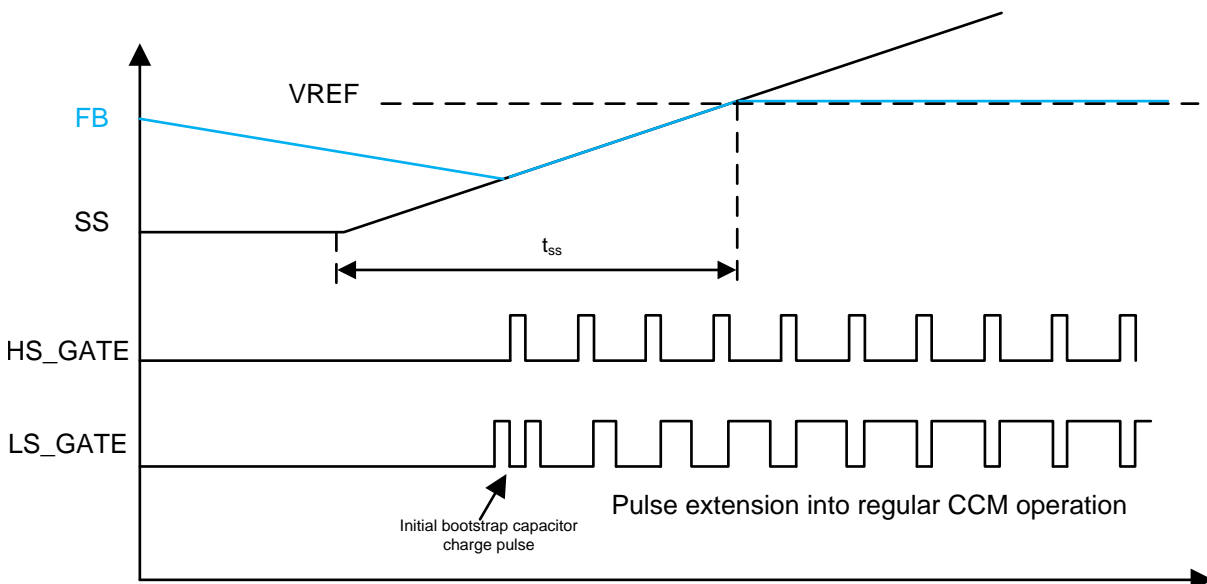 VREF
FB
SS
tss
HS_GATE
LS_GATE
Pulse extension into regular CCM operation
Initial bootstrap capacitor
charge pulse